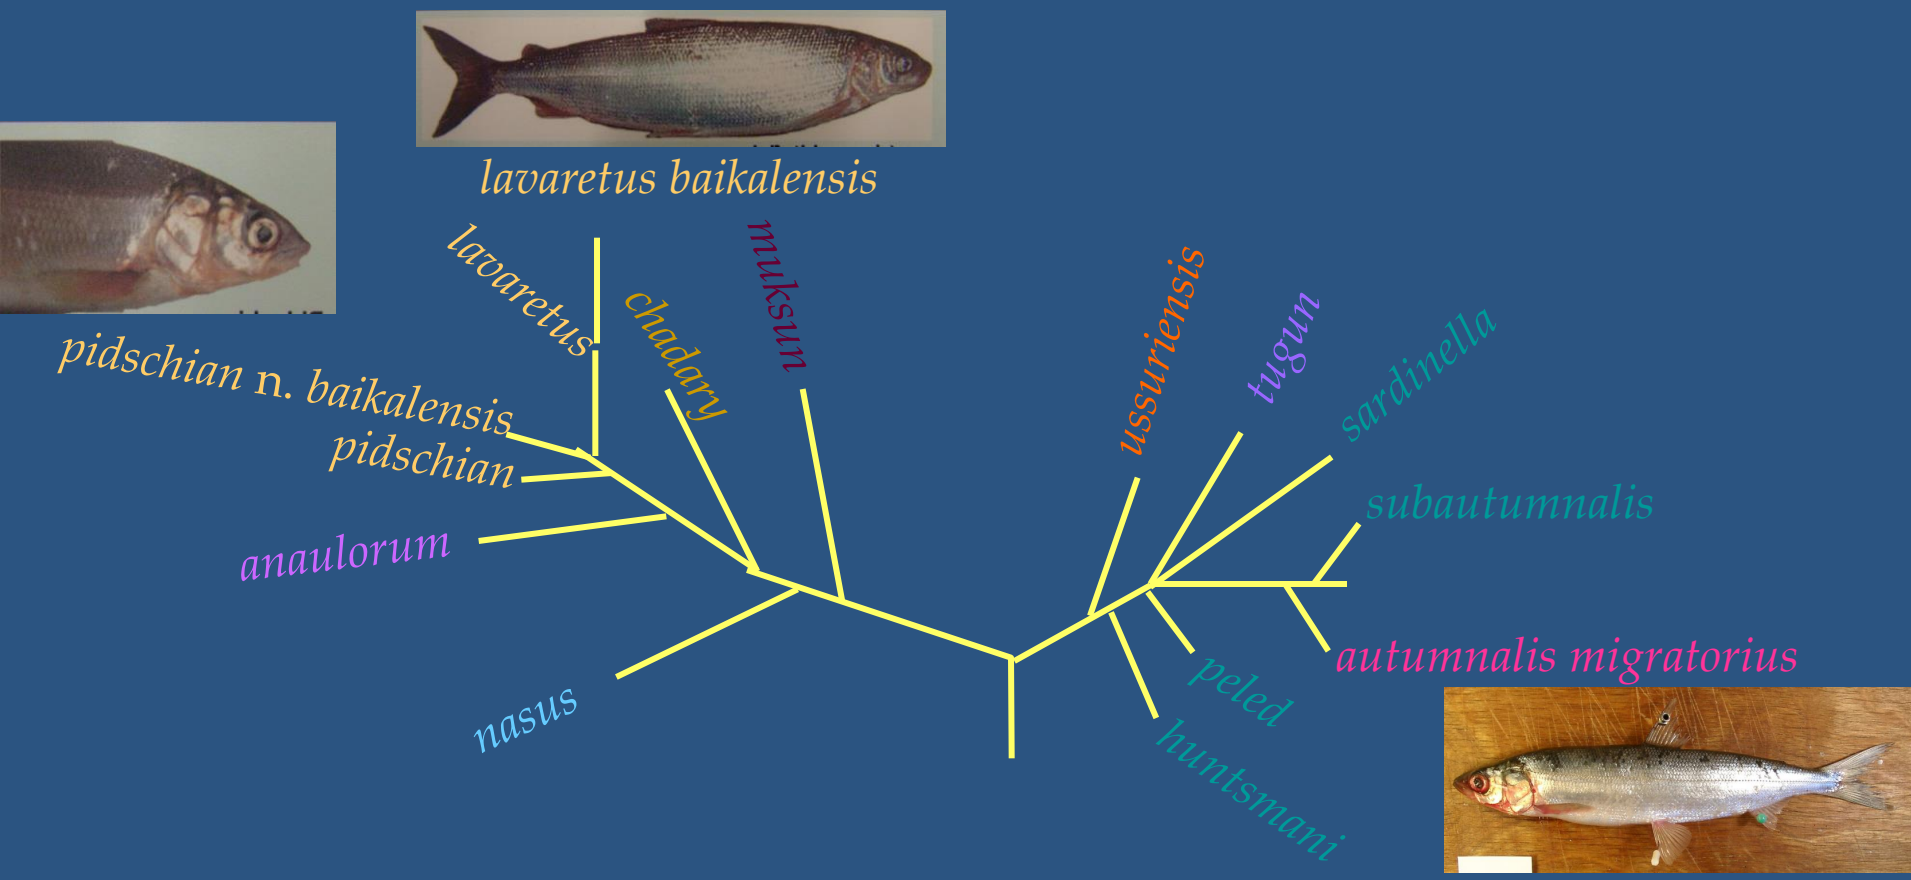 lavaretus baikalensis
lavaretus
chadary
muksun
pidschian n. baikalensis
pidschian
anaulorum
nasus
ussuriensis
tugun
sardinella
subautumnalis
autumnalis migratorius
peled
huntsmani